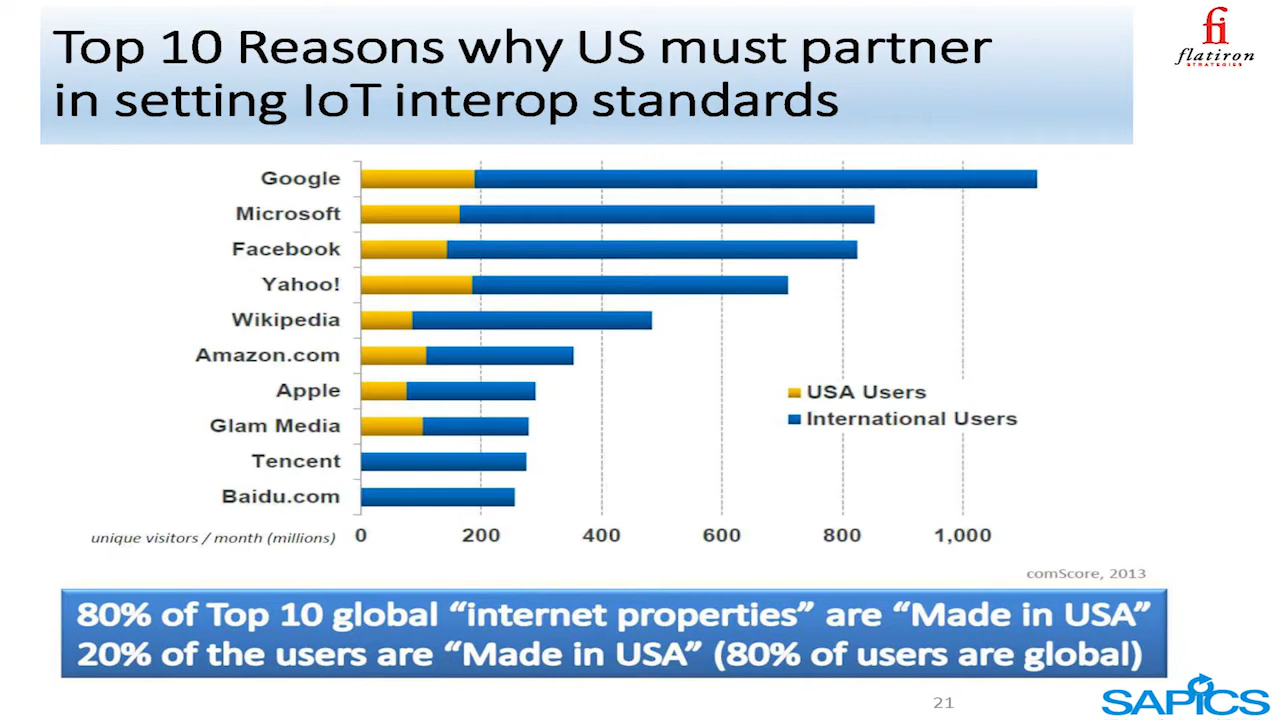 Top 10 Reasons why US must partner
in setting IoT interop standards
fi
flatiron
STRATEGIES
Google
Microsoft
Facebook
Yahoo!
Wikipedia
Amazon.com
Apple
Glam Media
Tencent
Baidu.com
USA Users
International Users
unique visitors / month (millions) 0 200 400 600 800 1,000
comScore, 2013
80% of Top 10 global “internet properties” are “Made in USA”
20% of the users are “Made in USA” (80% of users are global)
21
SAPICS